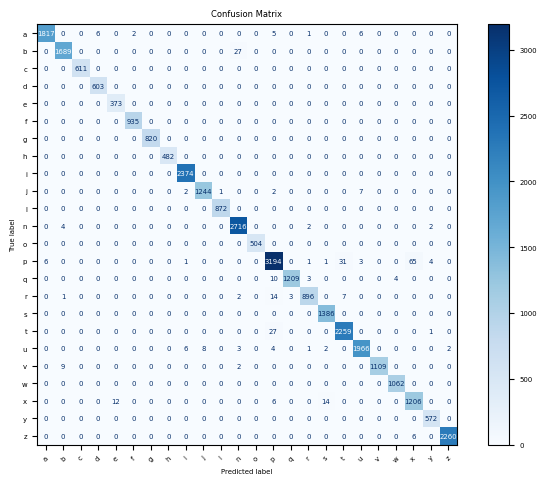 Confusion Matrix
a 1817 0 0 6 0 2 0 0 0 0 0 0 0 5 0 1 0 0 6 0 0 0 0 0
b 0 1689 0 0 0 0 0 0 0 0 0 27 0 0 0 0 0 0 0 0 0 0 0 0
c 0 0 611 0 0 0 0 0 0 0 0 0 0 0 0 0 0 0 0 0 0 0 0 0
d 0 0 0 603 0 0 0 0 0 0 0 0 0 0 0 0 0 0 0 0 0 0 0 0
e 0 0 0 0 373 0 0 0 0 0 0 0 0 0 0 0 0 0 0 0 0 0 0 0
f 0 0 0 0 0 935 0 0 0 0 0 0 0 0 0 0 0 0 0 0 0 0 0 0
g 0 0 0 0 0 0 820 0 0 0 0 0 0 0 0 0 0 0 0 0 0 0 0 0
h 0 0 0 0 0 0 0 482 0 0 0 0 0 0 0 0 0 0 0 0 0 0 0 0
i 0 0 0 0 0 0 0 0 2374 0 0 0 0 0 0 0 0 0 0 0 0 0 0 0
j 0 0 0 0 0 0 0 0 2 1244 1 0 0 2 0 0 0 0 7 0 0 0 0 0
l 0 0 0 0 0 0 0 0 0 0 872 0 0 0 0 0 0 0 0 0 0 0 0 0
n 0 4 0 0 0 0 0 0 0 0 0 2716 0 0 0 2 0 0 0 0 0 0 2 0
o 0 0 0 0 0 0 0 0 0 0 0 0 504 0 0 0 0 0 0 0 0 0 0 0
p 6 0 0 0 0 0 0 0 1 0 0 0 0 3194 0 1 1 31 3 0 0 65 4 0
q 0 0 0 0 0 0 0 0 0 0 0 0 0 10 1209 3 0 0 0 0 4 0 0 0
r 0 1 0 0 0 0 0 0 0 0 0 2 0 14 3 896 0 7 0 0 0 0 0 0
s 0 0 0 0 0 0 0 0 0 0 0 0 0 0 0 0 1386 0 0 0 0 0 0 0
t 0 0 0 0 0 0 0 0 0 0 0 0 0 27 0 0 0 2259 0 0 0 0 1 0
u 0 0 0 0 0 0 0 0 6 8 0 3 0 4 0 1 2 0 1966 0 0 0 0 2
v 0 9 0 0 0 0 0 0 0 0 0 2 0 0 0 0 0 0 0 1109 0 0 0 0
w 0 0 0 0 0 0 0 0 0 0 0 0 0 0 0 0 0 0 0 0 1062 0 0 0
x 0 0 0 0 12 0 0 0 0 0 0 0 0 6 0 0 14 0 0 0 0 1206 0 0
y 0 0 0 0 0 0 0 0 0 0 0 0 0 0 0 0 0 0 0 0 0 0 572 0
z 0 0 0 0 0 0 0 0 0 0 0 0 0 0 0 0 0 0 0 0 0 6 0 2260
a b c d e f g h i j l n o p q r s t u v w x y z
Predicted label
True label
3000
2500
2000
1500
1000
500
0